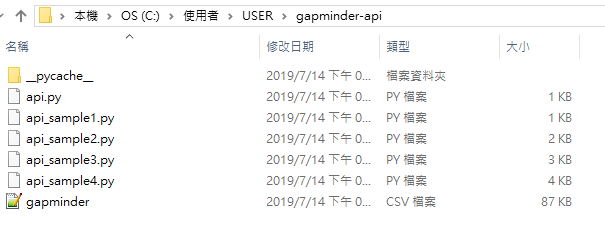 本機 > OS (C:) > 使用者 > USER > gapminder-api
名稱 修改日期 類型 大小
__pycache__ 2019/7/14 下午 0... 檔案資料夾
api.py 2019/7/14 下午 0... PY 檔案 1 KB
api_sample1.py 2019/7/14 下午 0... PY 檔案 1 KB
api_sample2.py 2019/7/14 下午 0... PY 檔案 2 KB
api_sample3.py 2019/7/14 下午 0... PY 檔案 3 KB
api_sample4.py 2019/7/14 下午 0... PY 檔案 4 KB
gapminder 2019/7/14 下午 0... CSV 檔案 87 KB